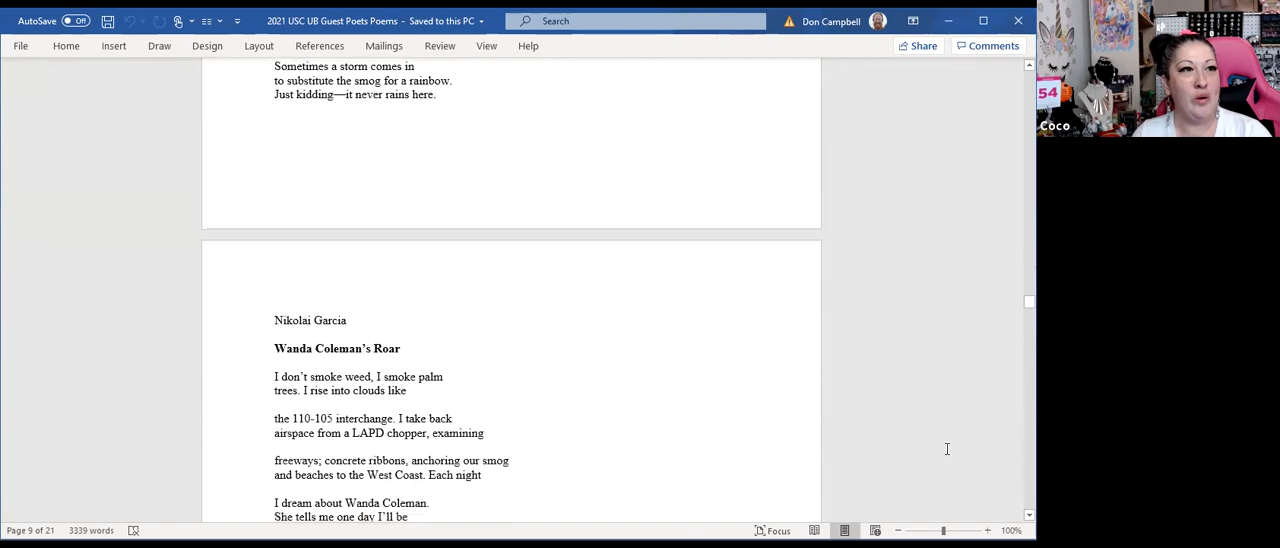 AutoSave Off 2021 USC UB Guest Poets Poems - Saved to this PC Search Don Campbell
File Home Insert Draw Design Layout References Mailings Review View Help Share Comments
Sometimes a storm comes in
to substitute the smog for a rainbow.
Just kidding—it never rains here.
Nikolai Garcia
Wanda Coleman's Roar
I don't smoke weed, I smoke palm
trees. I rise into clouds like
the 110-105 interchange. I take back
airspace from a LAPD chopper, examining
freeways; concrete ribbons, anchoring our smog
and beaches to the West Coast. Each night
I dream about Wanda Coleman.
She tells me one day I'll be
Page 9 of 21 3339 words Focus 100%
54
Coco